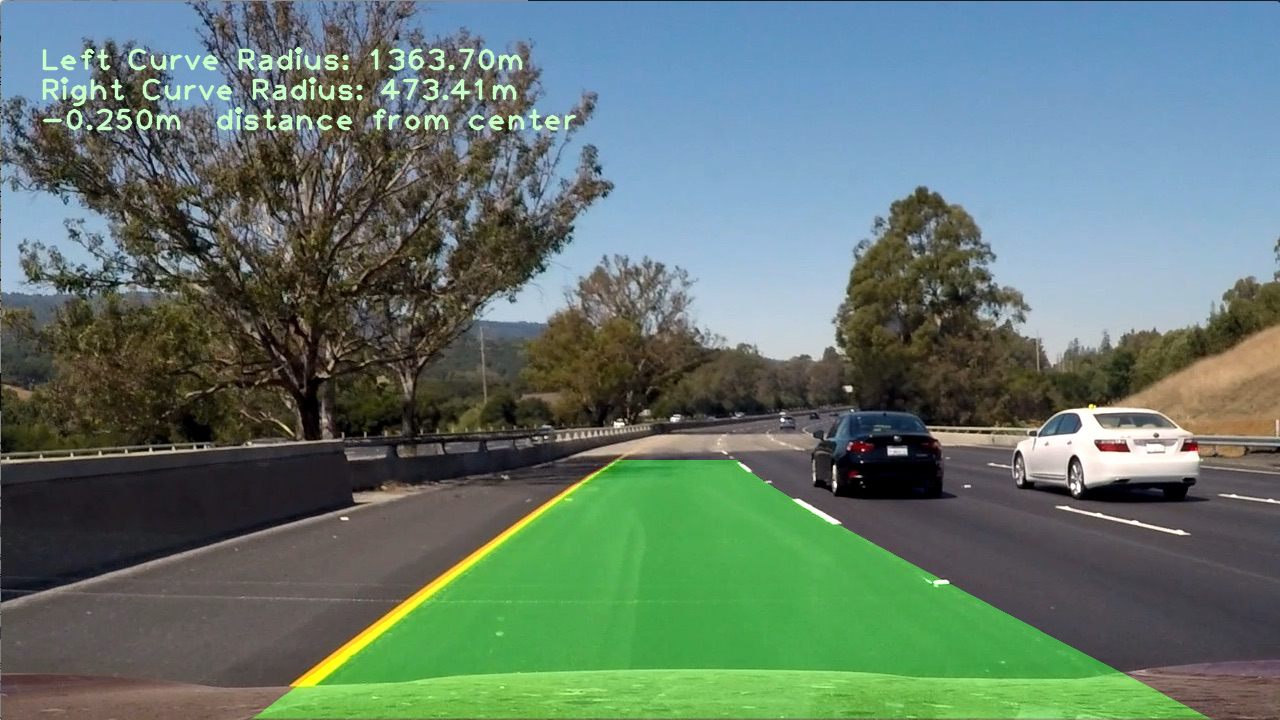 Left Curve Radius: 1363.70m
Right Curve Radius: 473.41m
-0.250m distance from center